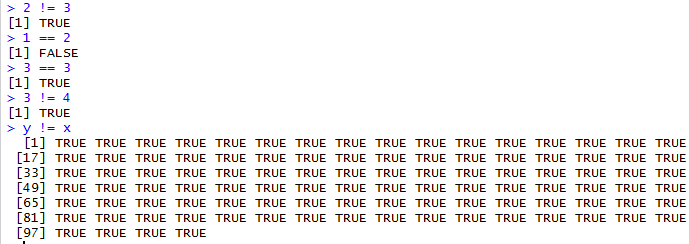 > 2 != 3
[1] TRUE
> 1 == 2
[1] FALSE
> 3 == 3
[1] TRUE
> 3 != 4
[1] TRUE
> y != x
[1] TRUE TRUE TRUE TRUE TRUE TRUE TRUE TRUE TRUE TRUE TRUE TRUE TRUE TRUE TRUE TRUE
[17] TRUE TRUE TRUE TRUE TRUE TRUE TRUE TRUE TRUE TRUE TRUE TRUE TRUE TRUE TRUE TRUE
[33] TRUE TRUE TRUE TRUE TRUE TRUE TRUE TRUE TRUE TRUE TRUE TRUE TRUE TRUE TRUE TRUE
[49] TRUE TRUE TRUE TRUE TRUE TRUE TRUE TRUE TRUE TRUE TRUE TRUE TRUE TRUE TRUE TRUE
[65] TRUE TRUE TRUE TRUE TRUE TRUE TRUE TRUE TRUE TRUE TRUE TRUE TRUE TRUE TRUE TRUE
[81] TRUE TRUE TRUE TRUE TRUE TRUE TRUE TRUE TRUE TRUE TRUE TRUE TRUE TRUE TRUE TRUE
[97] TRUE TRUE TRUE TRUE